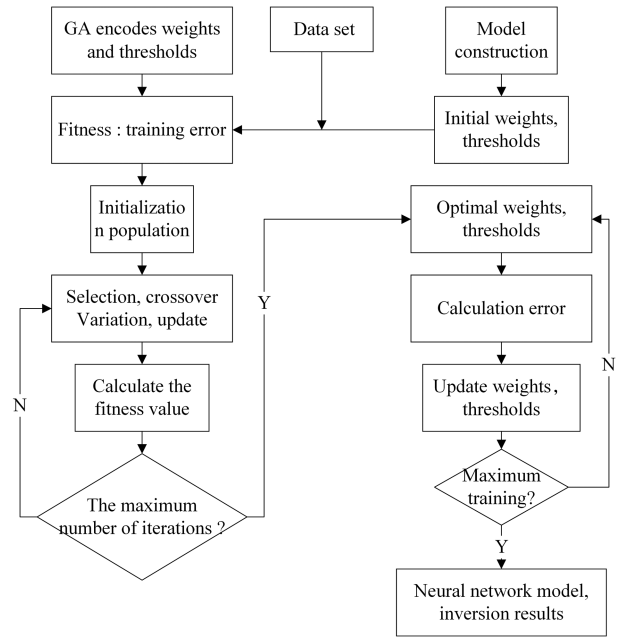 GA encodes weights
and thresholds
Data set
Model
construction
Fitness : training error
Initial weights,
thresholds
Initializatio
n population
Optimal weights,
thresholds
Selection, crossover
Variation, update
Y
Calculation error
N
Calculate the
fitness value
N
Update weights,
thresholds
The maximum
number of iterations ?
Maximum
training?
Y
Neural network model,
inversion results